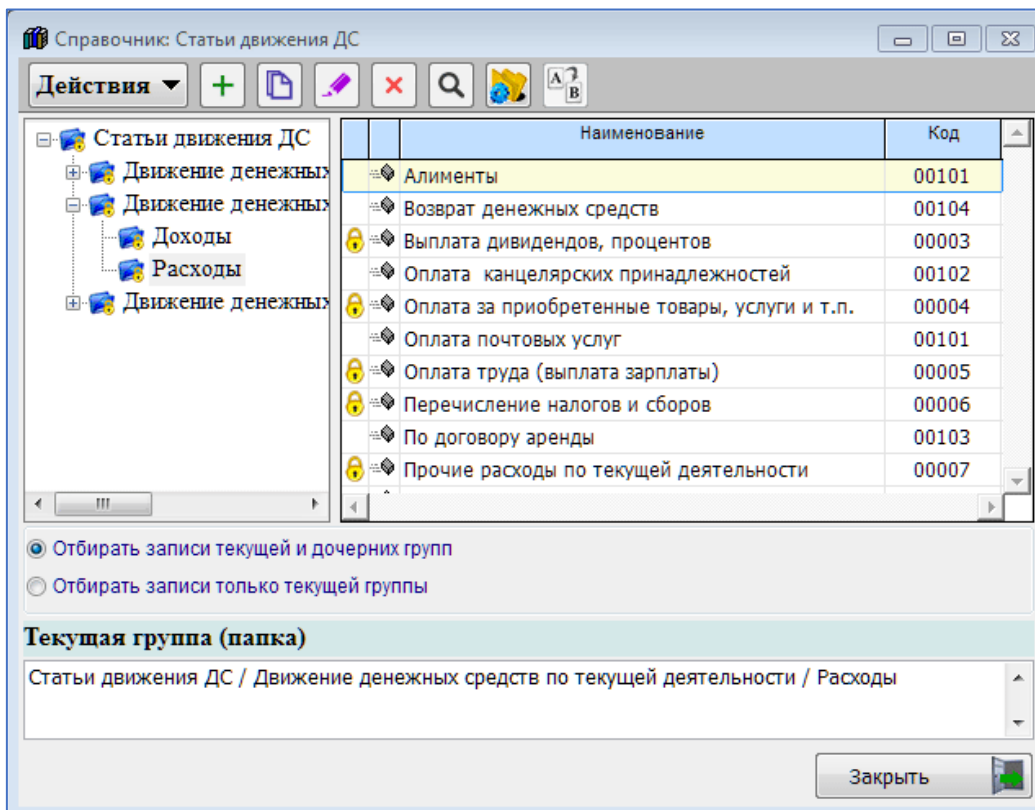 Справочник: Статьи движения ДС
Действия
A B
Статьи движения ДС
Движение денежных
Движение денежных
Доходы
Расходы
Движение денежных
Наименование Код
Алименты 00101
Возврат денежных средств 00104
Выплата дивидендов, процентов 00003
Оплата канцелярских принадлежностей 00102
Оплата за приобретенные товары, услуги и т.п. 00004
Оплата почтовых услуг 00101
Оплата труда (выплата зарплаты) 00005
Перечисление налогов и сборов 00006
По договору аренды 00103
Прочие расходы по текущей деятельности 00007
Отбирать записи текущей и дочерних групп
Отбирать записи только текущей группы
Текущая группа (папка)
Статьи движения ДС / Движение денежных средств по текущей деятельности / Расходы
Закрыть